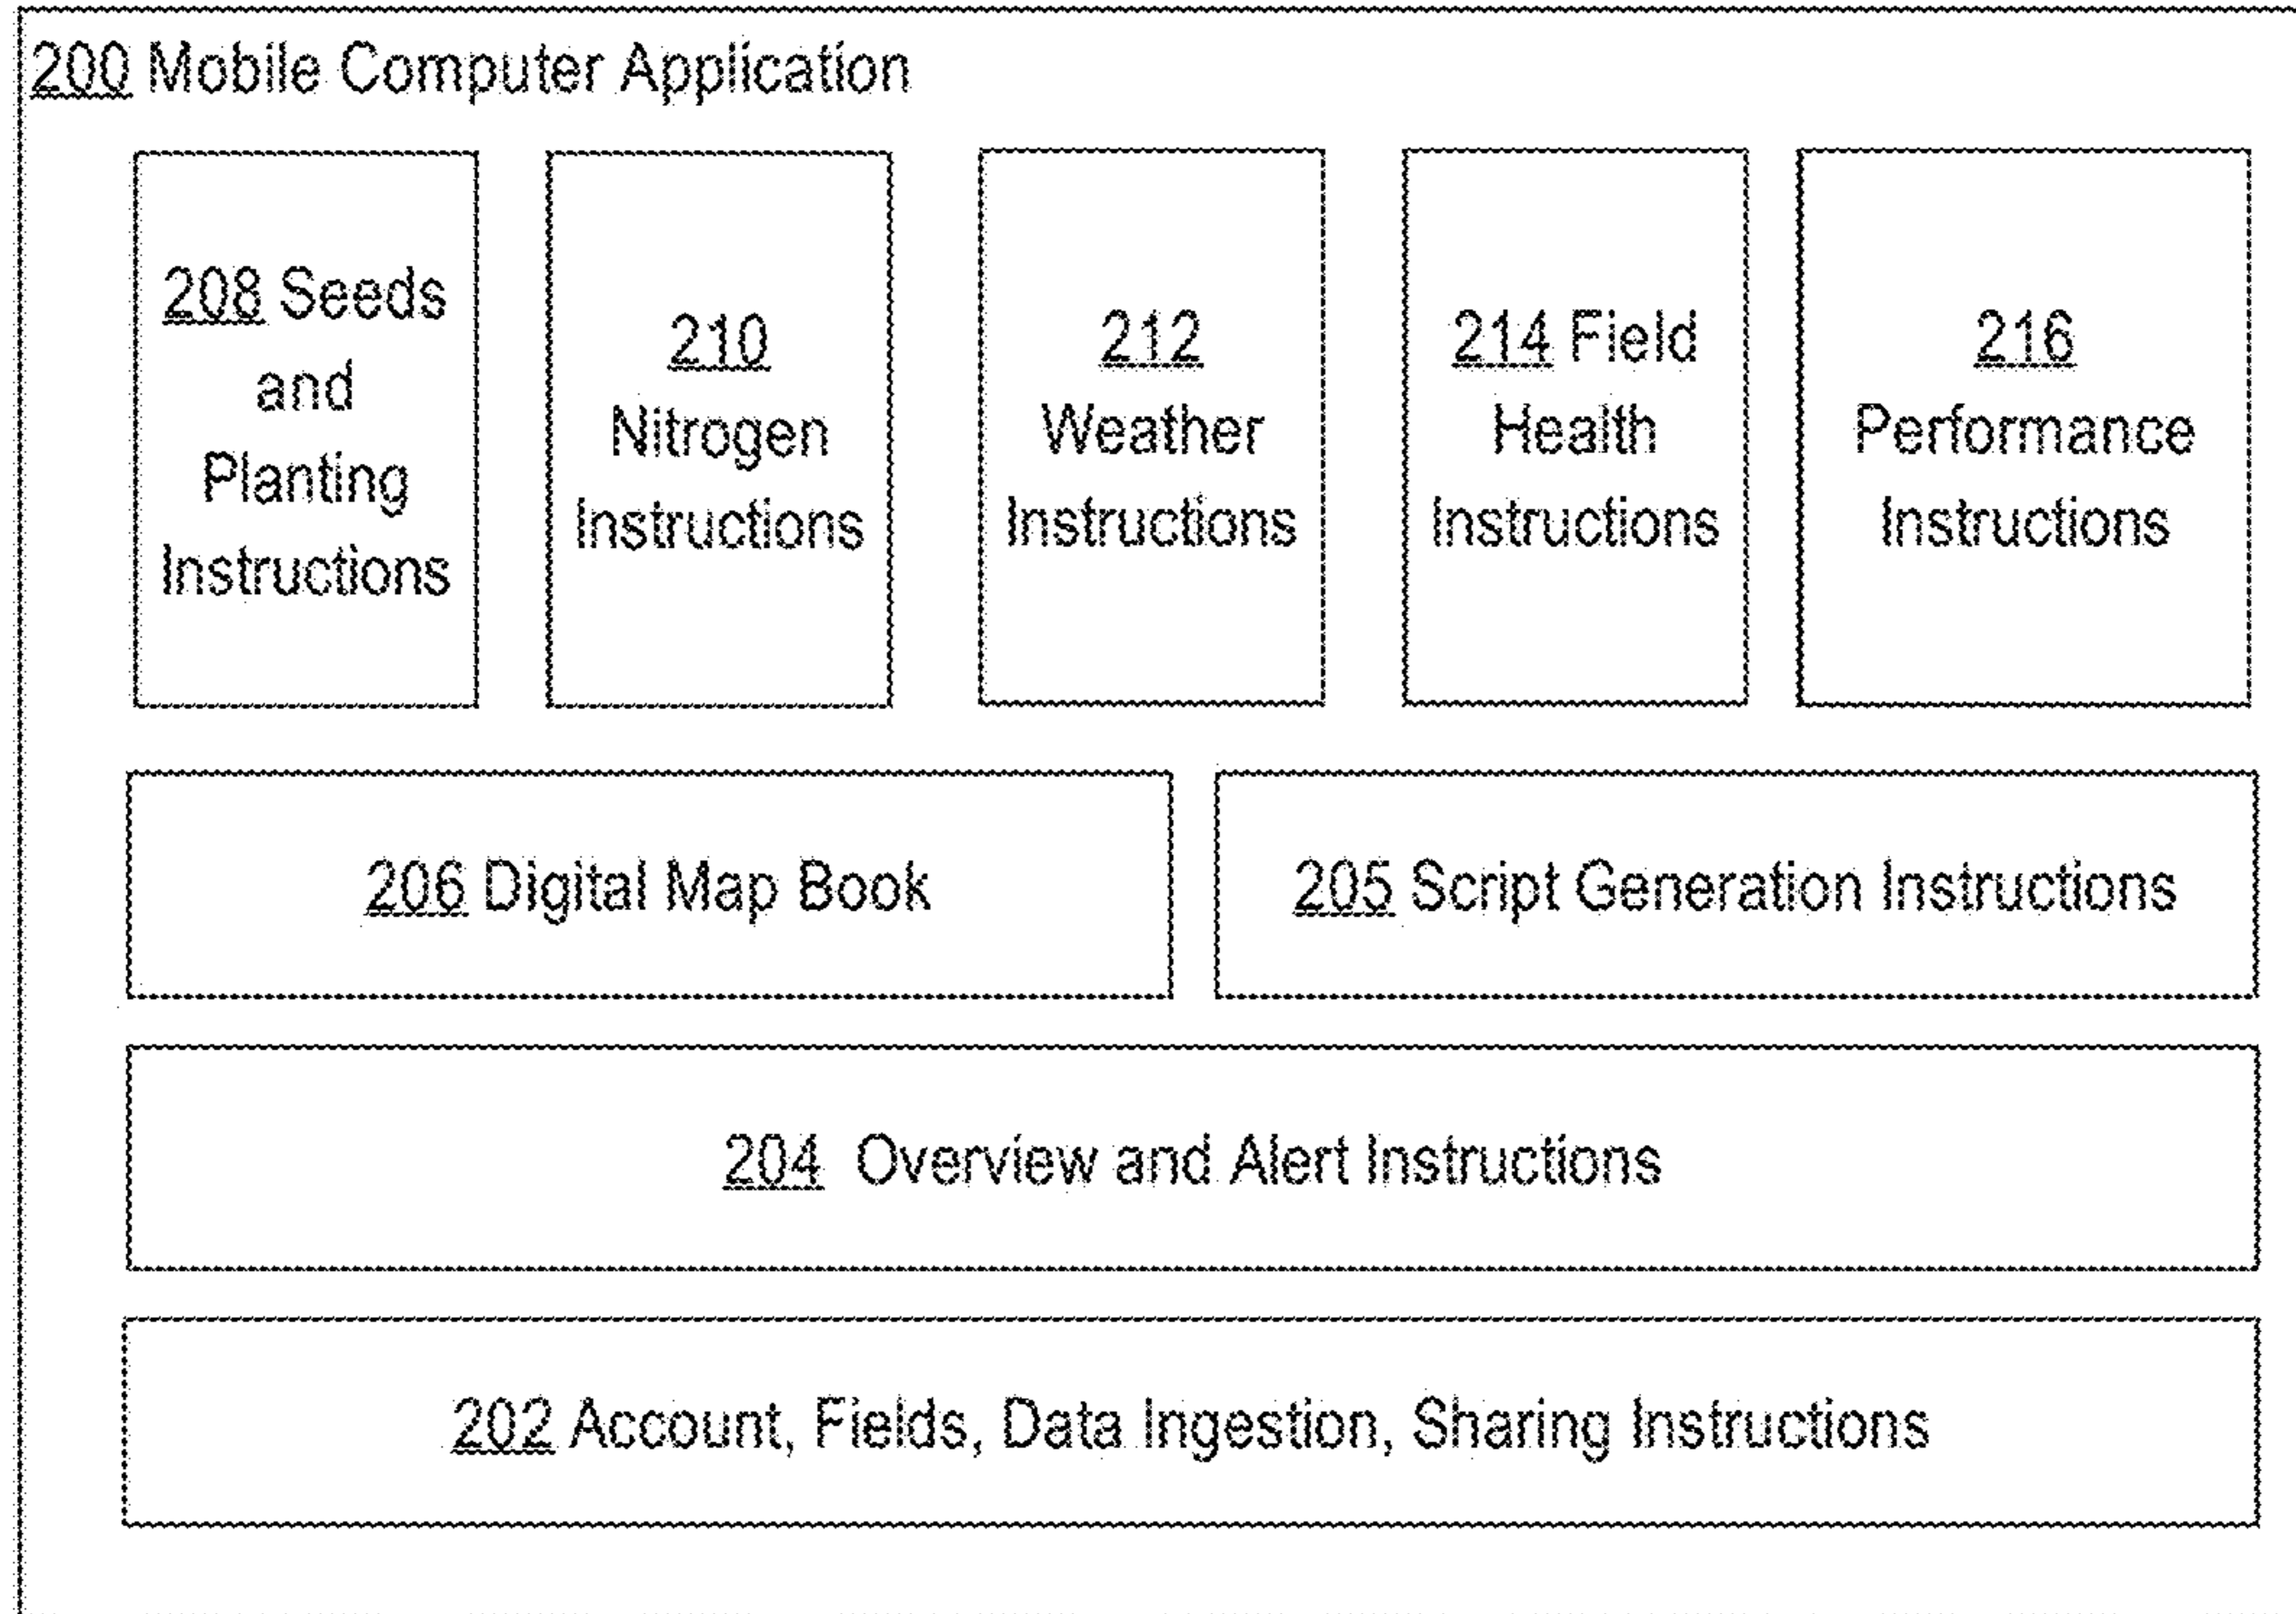 200 Mobile Computer Application
208 Seeds
and
Planting
Instructions
210
Nitrogen
Instructions
212
Weather
Instructions
214 Field
Health
Instructions
216
Performance
Instructions
206 Digital Map Book
205 Script Generation Instructions
204 Overview and Alert Instructions
202 Account, Fields, Data Ingestion, Sharing Instructions